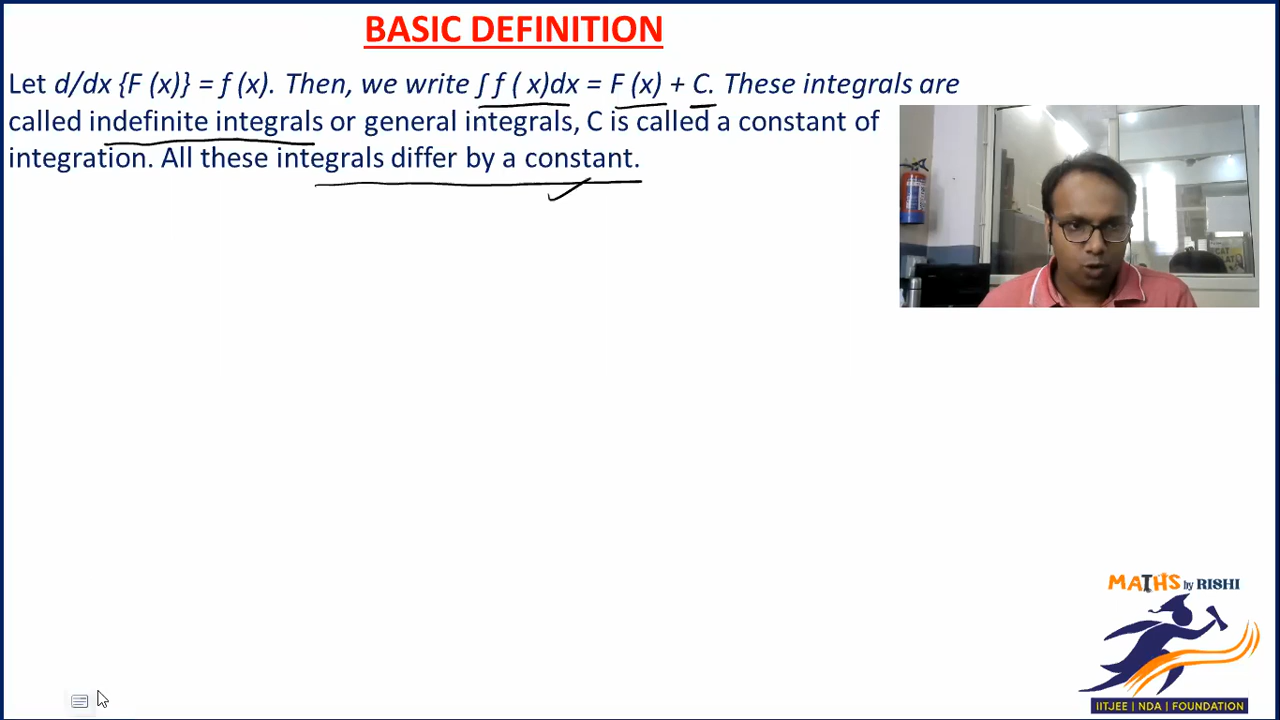 BASIC DEFINITION
Let d/dx {F (x)} = f (x). Then, we write ∫ f ( x)dx = F (x) + C. These integrals are
called indefinite integrals or general integrals, C is called a constant of
integration. All these integrals differ by a constant.
MATHS by RISHI
IITJEE | NDA | FOUNDATION